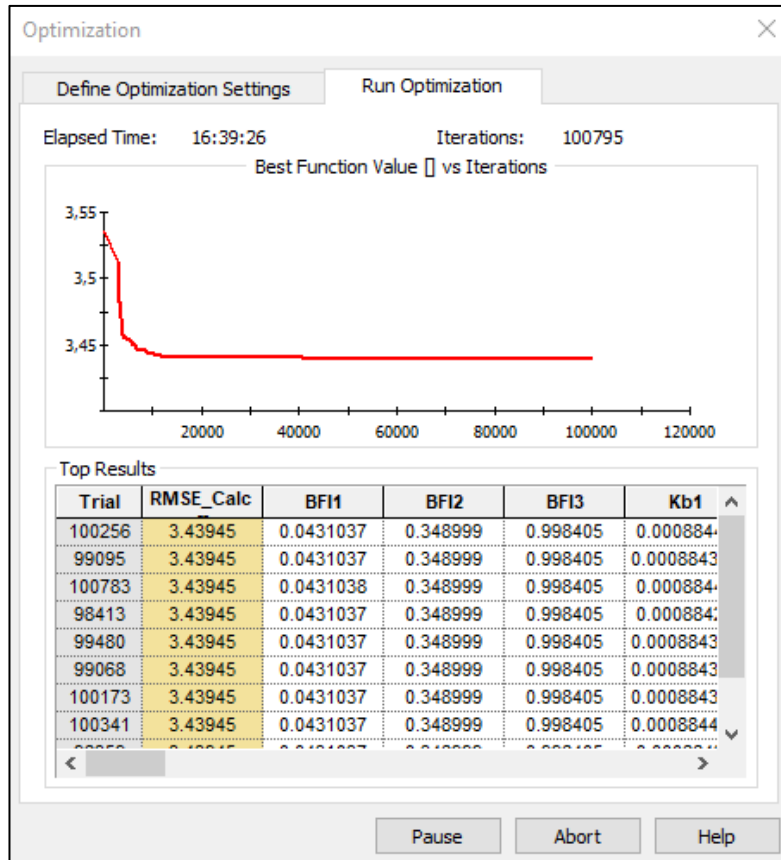 Optimization
Define Optimization Settings Run Optimization
Elapsed Time: 16:39:26 Iterations: 100795
Best Function Value [] vs Iterations
3,55
3,5
3,45
20000 40000 60000 80000 100000 120000
Top Results
Trial RMSE_Calc BFI1 BFI2 BFI3 Kb1
100256 3.43945 0.0431037 0.348999 0.998405 0.000884
99095 3.43945 0.0431037 0.348999 0.998405 0.0008843
100783 3.43945 0.0431038 0.348999 0.998405 0.000884
98413 3.43945 0.0431037 0.348999 0.998405 0.000884
99480 3.43945 0.0431037 0.348999 0.998405 0.0008843
99068 3.43945 0.0431037 0.348999 0.998405 0.0008843
100173 3.43945 0.0431037 0.348999 0.998405 0.0008843
100341 3.43945 0.0431037 0.348999 0.998405 0.0008844
Pause Abort Help